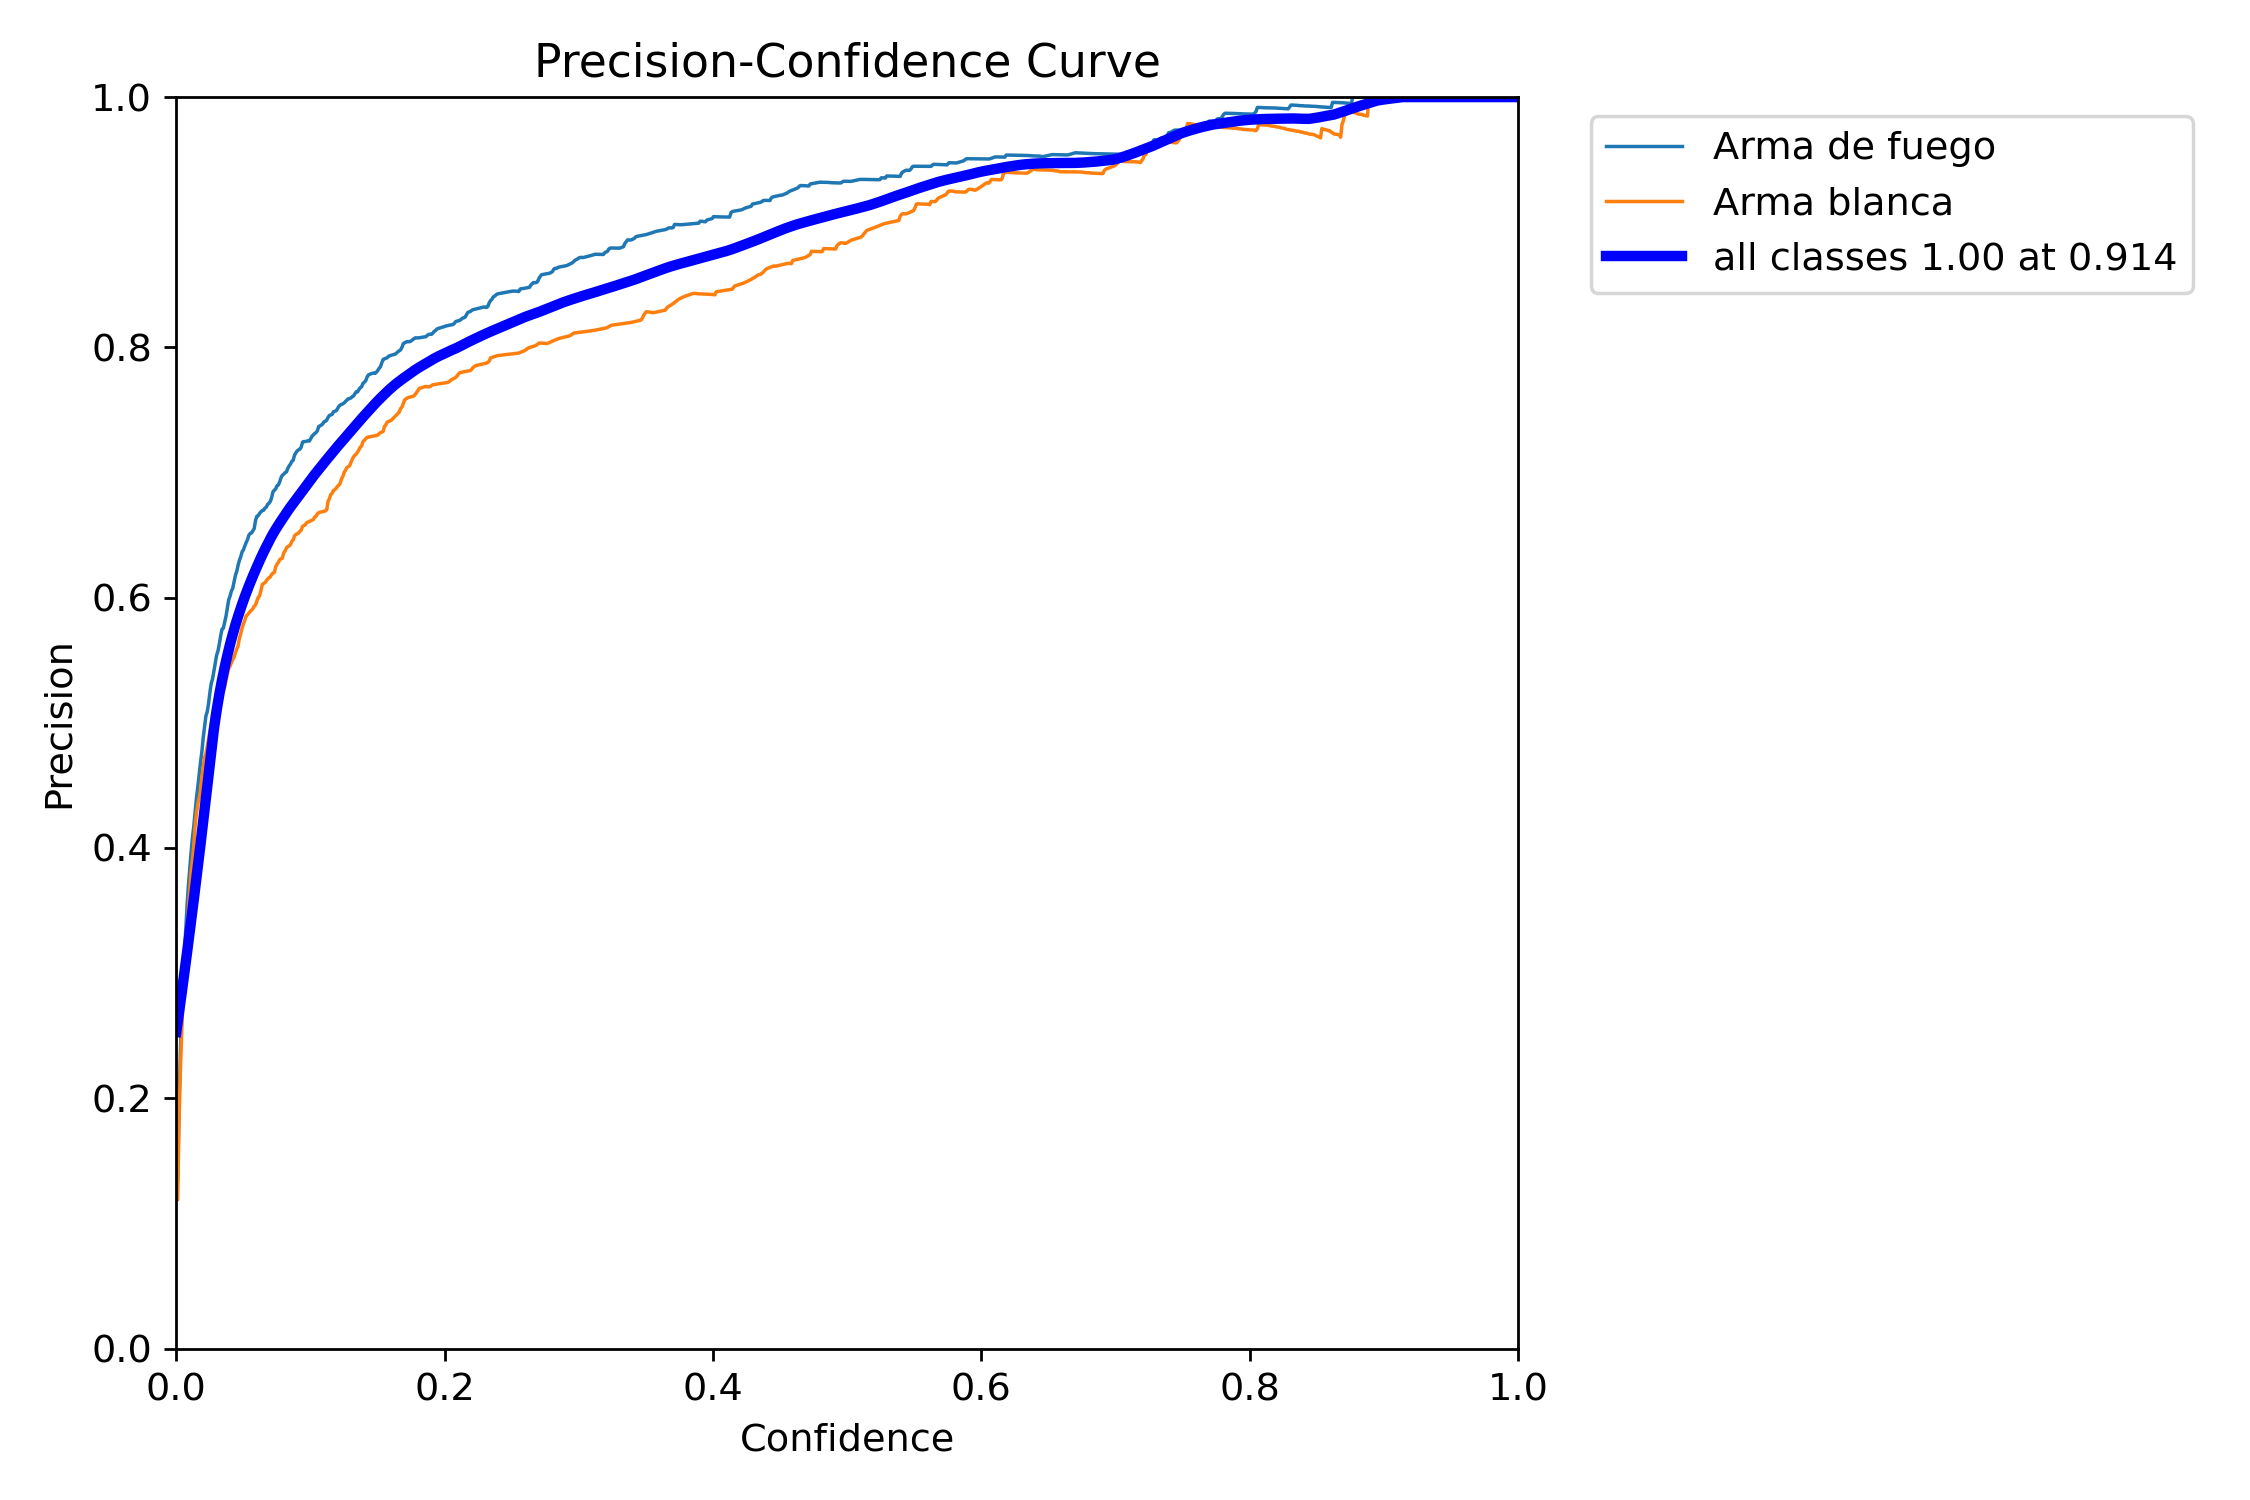 Precision-Confidence Curve
1.0
0.8
0.6
0.4
0.2
0.0
Precision
0.0 0.2 0.4 0.6 0.8 1.0
Confidence
Arma de fuego
Arma blanca
all classes 1.00 at 0.914